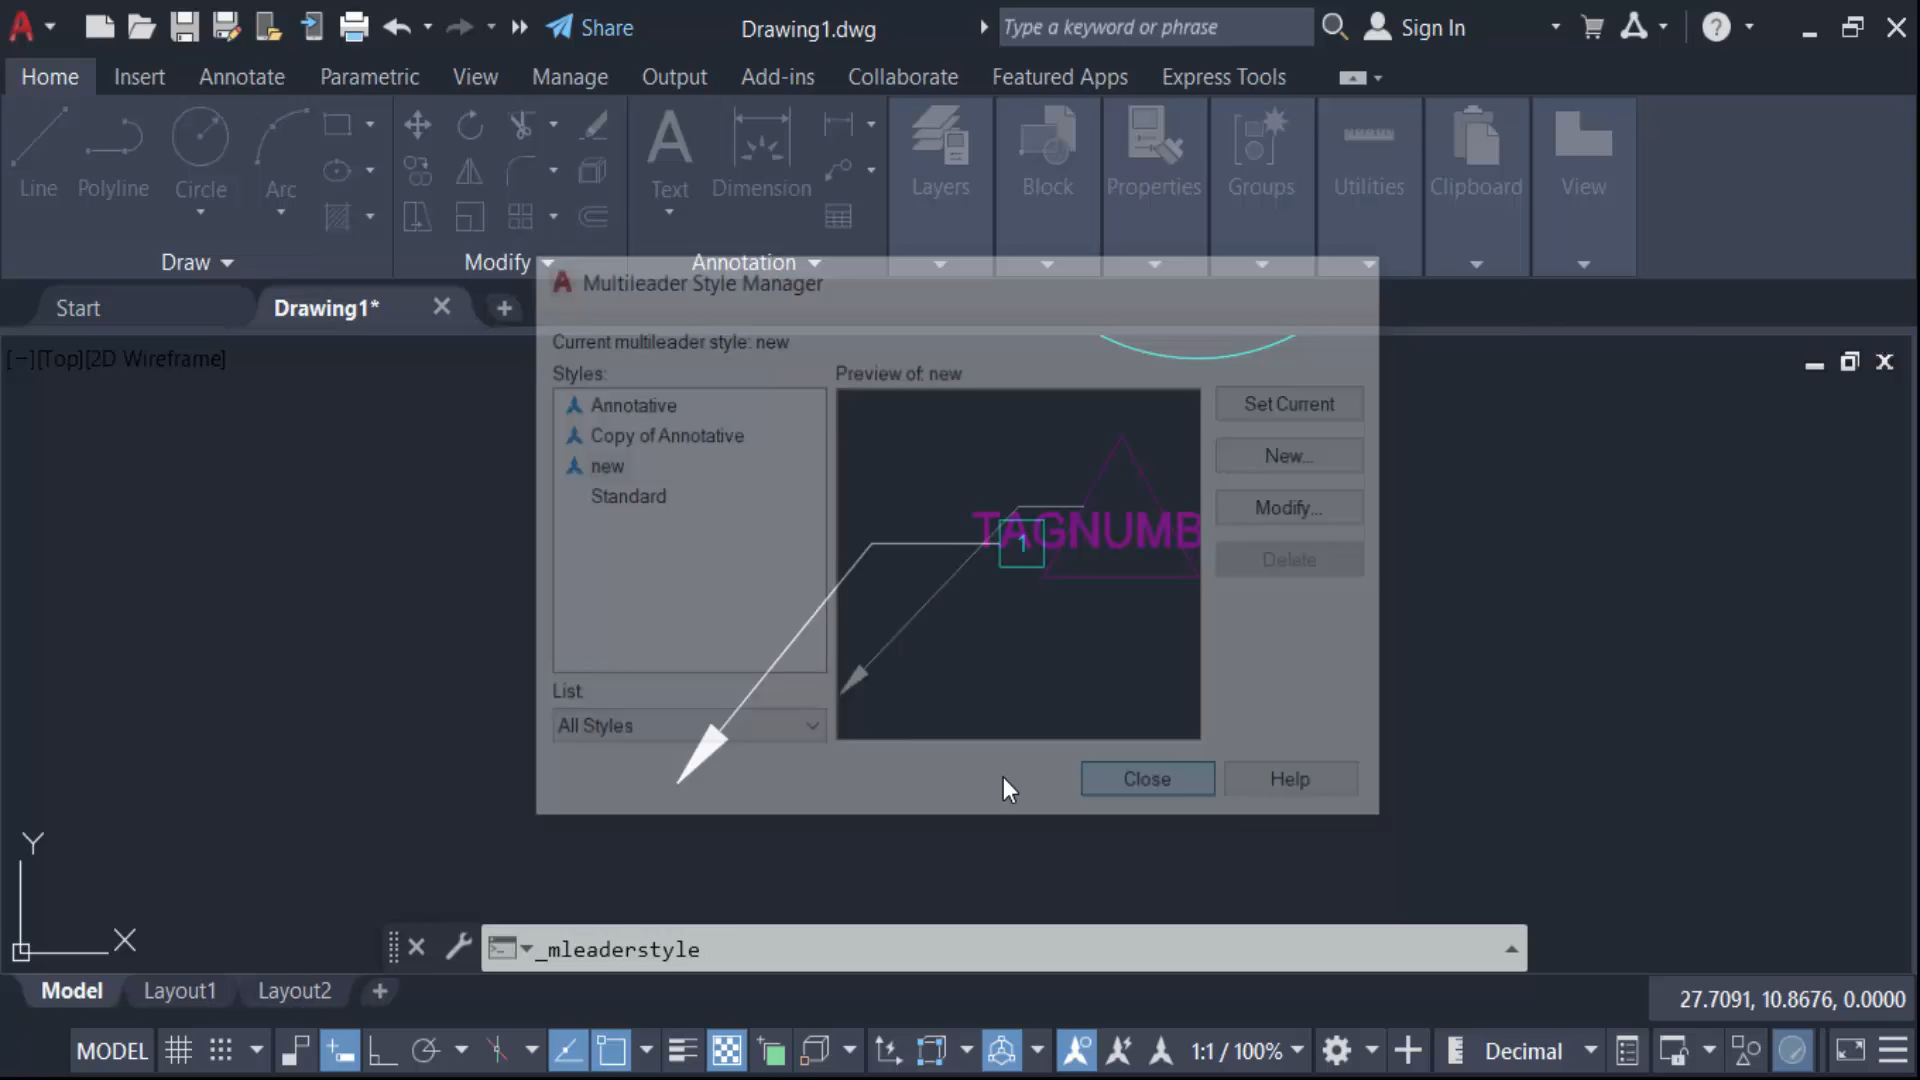 Share
Drawing1.dwg
Type a keyword or phrase
Sign In
Home
Insert
Annotate
Parametric
View
Manage
Output
Add-ins
Collaborate
Featured Apps
Express Tools
Line
Polyline
Circle
Arc
Text
Dimension
Layers
Block
Properties
Groups
Utilities
Clipboard
View
Draw
Modify
Annotation
Multileader Style Manager
Start
Drawing1*
[−][Top][2D Wireframe]
Current multileader style: new
Styles:
Preview of: new
Annotative
Copy of Annotative
new
Standard
TAGNUMB
1
Set Current
New...
Modify...
Delete
List
All Styles
Close
Help
Y
X
_mleaderstyle
Model
Layout1
Layout2
27.7091, 10.8676, 0.0000
MODEL
1:1 / 100%
Decimal